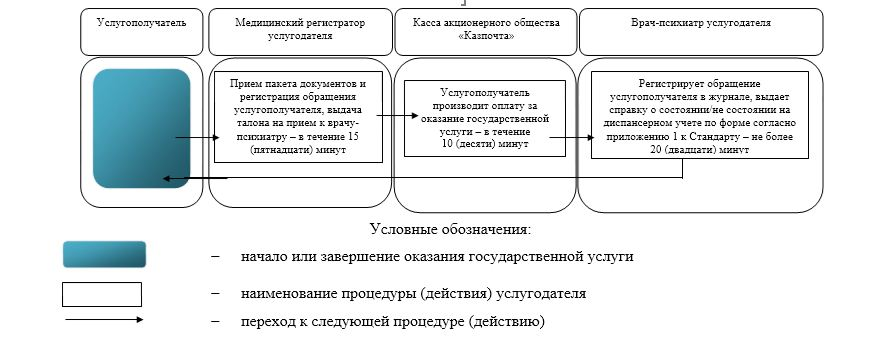 Услугополучатель
Медицинский регистратор
услугодателя
Касса акционерного общества
«Казпочта»
Врач-психиатр услугодателя
Прием пакета документов и
регистрация обращения
услугополучателя, выдача
талона на прием к врачу-
психиатру – в течение 15
(пятнадцати) минут
Услугополучатель
производит оплату за
оказание государственной
услуги – в течение
10 (десяти) минут
Регистрирует обращение
услугополучателя в журнале, выдает
справку о состоянии/не состоянии на
диспансерном учете по форме согласно
приложению 1 к Стандарту – не более
20 (двадцати) минут
Условные обозначения:
– начало или завершение оказания государственной услуги
– наименование процедуры (действия) услугодателя
– переход к следующей процедуре (действию)